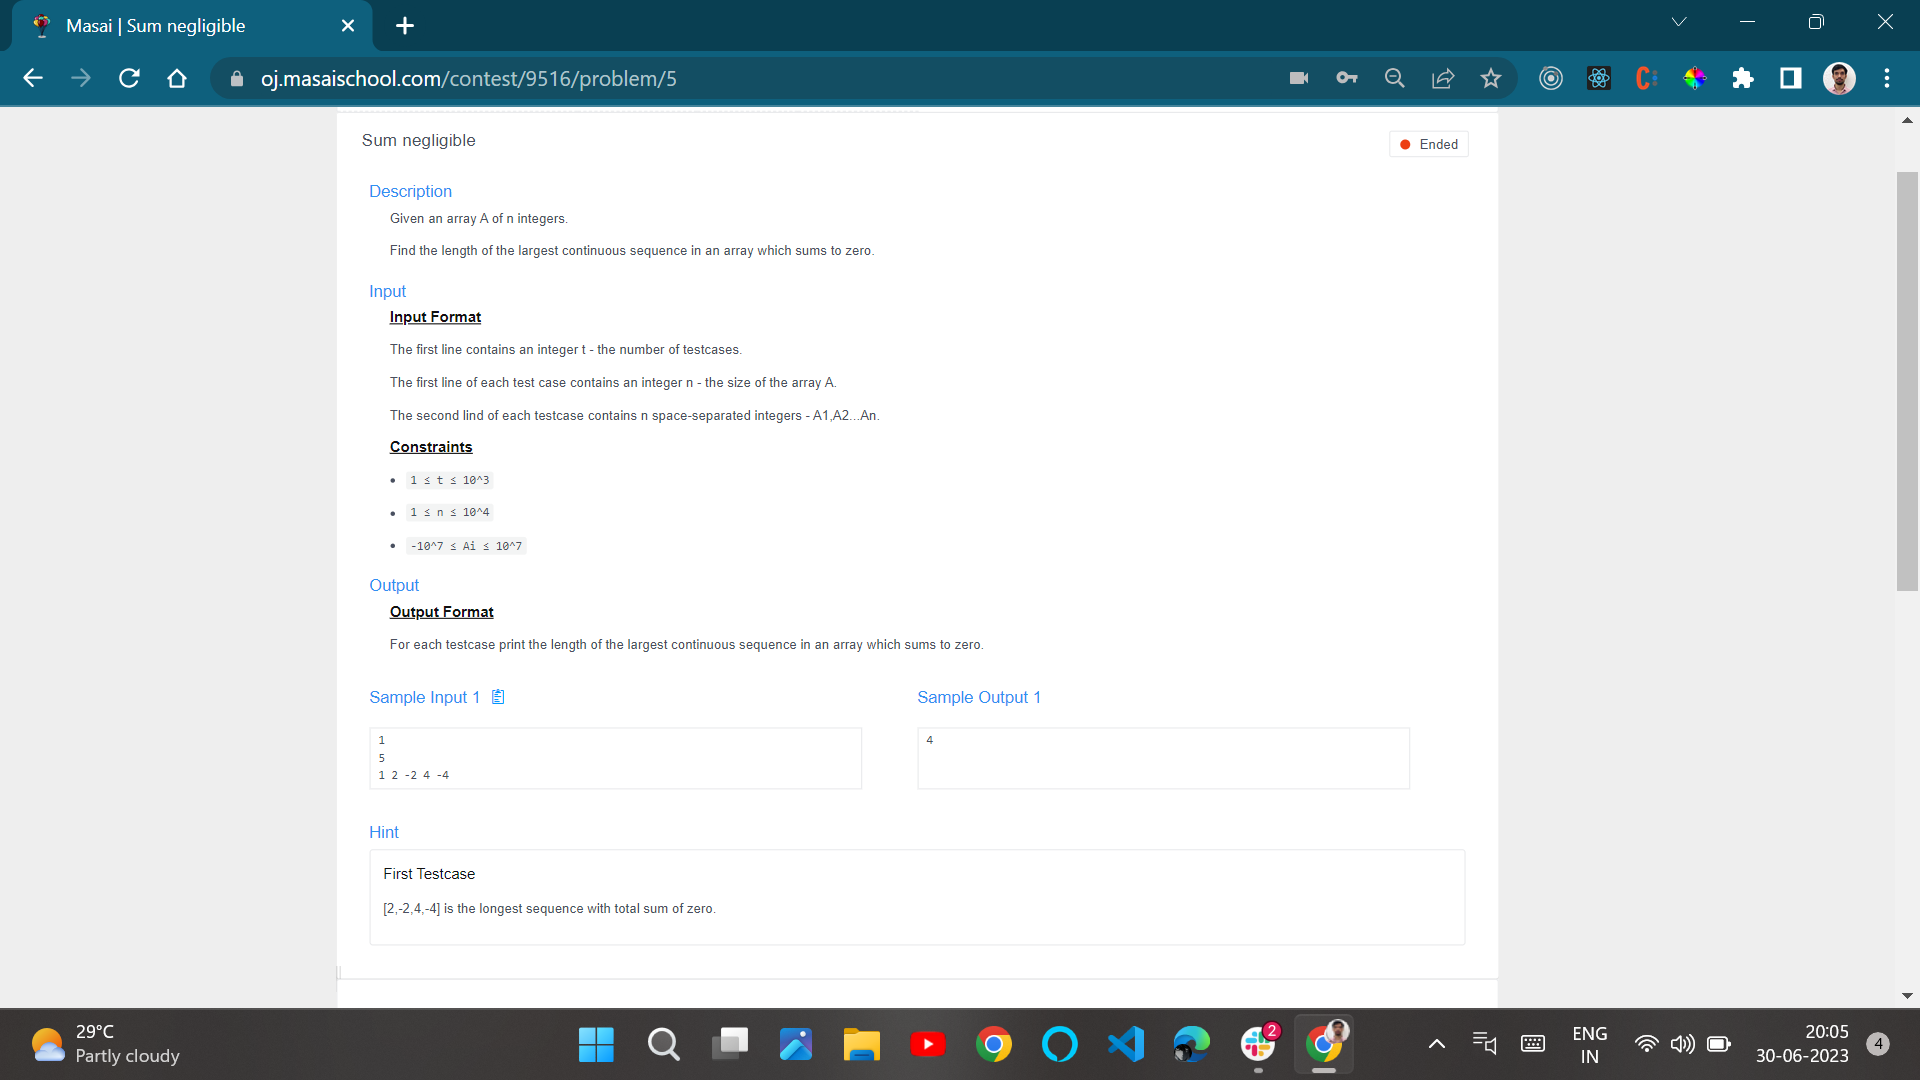 Masai | Sum negligible
oj.masaischool.com/contest/9516/problem/5
Sum negligible
Ended
Description
Given an array A of n integers.
Find the length of the largest continuous sequence in an array which sums to zero.
Input
Input Format
The first line contains an integer t - the number of testcases.
The first line of each test case contains an integer n - the size of the array A.
The second lind of each testcase contains n space-separated integers - A1,A2...An.
Constraints
1 ≤ t ≤ 10^3
1 ≤ n ≤ 10^4
-10^7 ≤ Ai ≤ 10^7
Output
Output Format
For each testcase print the length of the largest continuous sequence in an array which sums to zero.
Sample Input 1
Sample Output 1
1
5
1 2 -2 4 -4
4
Hint
First Testcase
[2,-2,4,-4] is the longest sequence with total sum of zero.
29°C
Partly cloudy
2
ENG
IN
20:05
30-06-2023
4